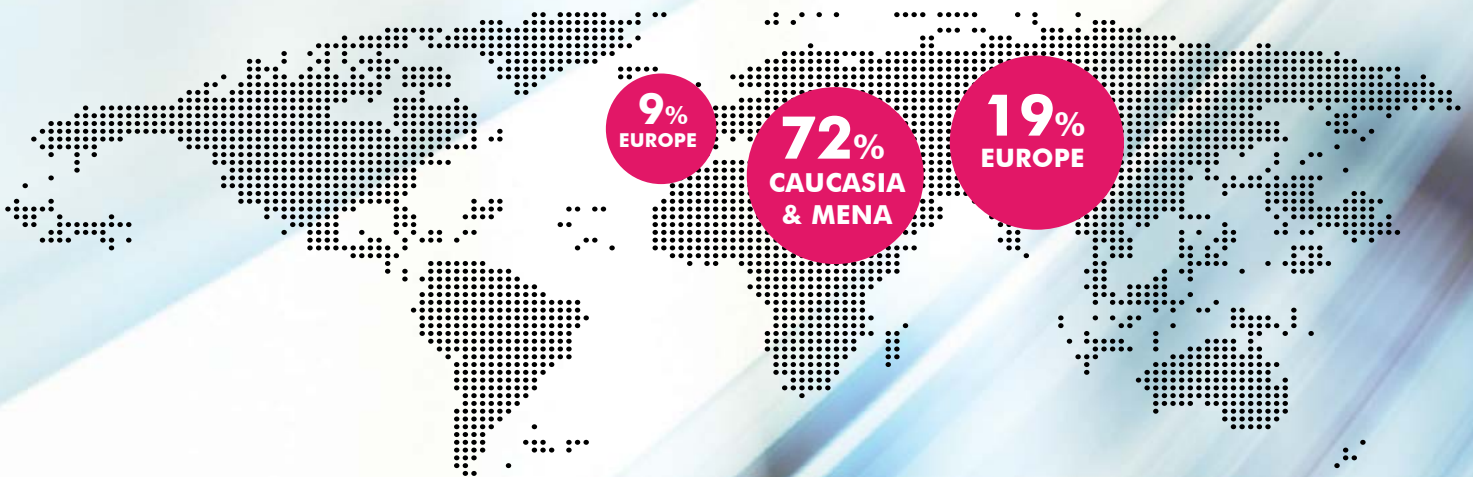 9%
EUROPE
72%
CAUCASIA
& MENA
19%
EUROPE